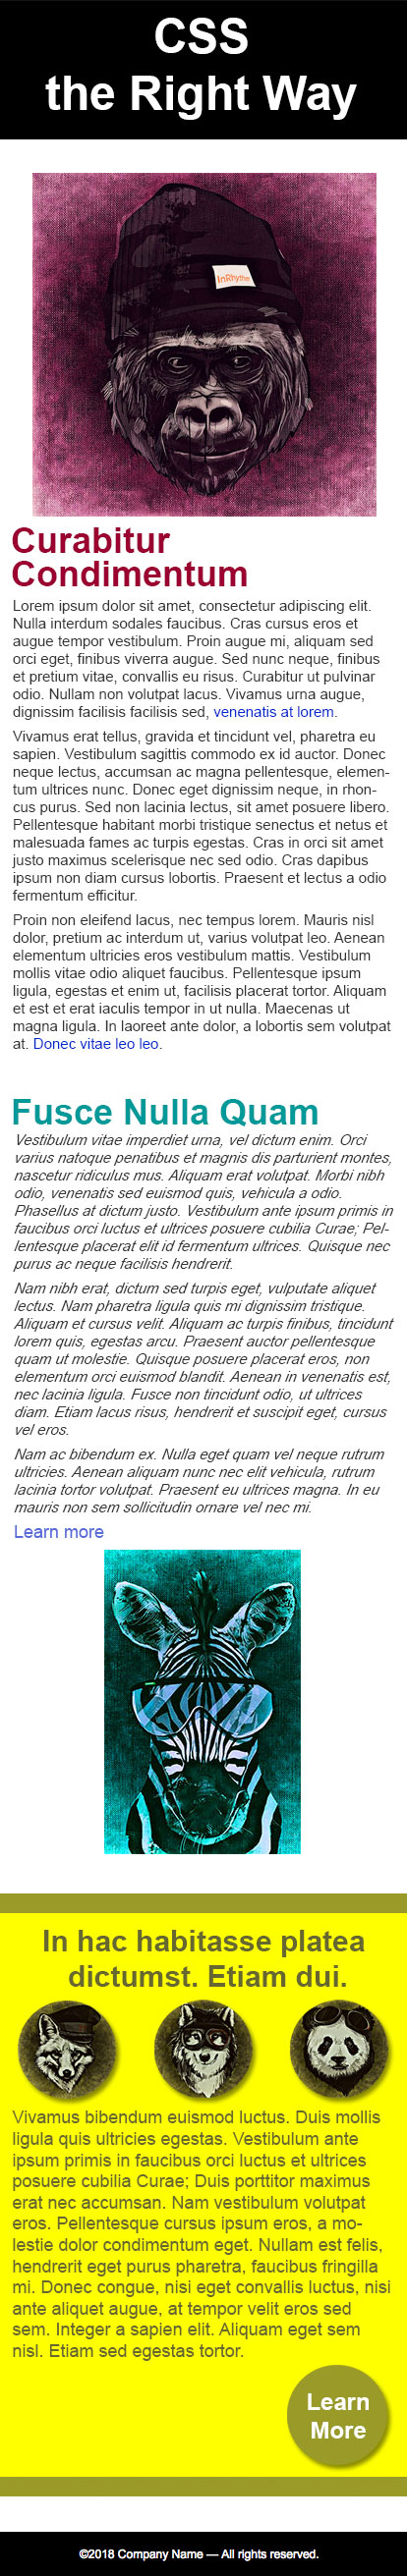 CSS
the Right Way
InRhythm
Curabitur
Condimentum
Lorem ipsum dolor sit amet, consectetur adipiscing elit.
Nulla interdum sodales faucibus. Cras cursus eros et
augue tempor vestibulum. Proin augue mi, aliquam sed
orci eget, finibus viverra augue. Sed nunc neque, finibus
et pretium vitae, convallis eu risus. Curabitur ut pulvinar
odio. Nullam non volutpat lacus. Vivamus urna augue,
dignissim facilisis facilisis sed, venenatis at lorem.
Vivamus erat tellus, gravida et tincidunt vel, pharetra eu
sapien. Vestibulum sagittis commodo ex id auctor. Donec
neque lectus, accumsan ac magna pellentesque, elemen-
tum ultrices nunc. Donec eget dignissim neque, in rhon-
cus purus. Sed non lacinia lectus, sit amet posuere libero.
Pellentesque habitant morbi tristique senectus et netus et
malesuada fames ac turpis egestas. Cras in orci sit amet
justo maximus scelerisque nec sed odio. Cras dapibus
ipsum non diam cursus lobortis. Praesent et lectus a odio
fermentum efficitur.
Proin non eleifend lacus, nec tempus lorem. Mauris nisl
dolor, pretium ac interdum ut, varius volutpat leo. Aenean
elementum ultricies eros vestibulum mattis. Vestibulum
mollis vitae odio aliquet faucibus. Pellentesque ipsum
ligula, egestas et enim ut, facilisis placerat tortor. Aliquam
et est et erat iaculis tempor in ut nulla. Maecenas ut
magna ligula. In laoreet ante dolor, a lobortis sem volutpat
at. Donec vitae leo leo.
Fusce Nulla Quam
Vestibulum vitae imperdiet urna, vel dictum enim. Orci
varius natoque penatibus et magnis dis parturient montes,
nascetur ridiculus mus. Aliquam erat volutpat. Morbi nibh
odio, venenatis sed euismod quis, vehicula a odio.
Phasellus at dictum justo. Vestibulum ante ipsum primis in
faucibus orci luctus et ultrices posuere cubilia Curae; Pel-
lentesque placerat elit id fermentum ultrices. Quisque nec
purus ac neque facilisis hendrerit.
Nam nibh erat, dictum sed turpis eget, vulputate aliquet
lectus. Nam pharetra ligula quis mi dignissim tristique.
Aliquam et cursus velit. Aliquam ac turpis finibus, tincidunt
lorem quis, egestas arcu. Praesent auctor pellentesque
quam ut molestie. Quisque posuere placerat eros, non
elementum orci euismod blandit. Aenean in venenatis est,
nec lacinia ligula. Fusce non tincidunt odio, ut ultrices
diam. Etiam lacus risus, hendrerit et suscipit eget, cursus
vel eros.
Nam ac bibendum ex. Nulla eget quam vel neque rutrum
ultricies. Aenean aliquam nunc nec elit vehicula, rutrum
lacinia tortor volutpat. Praesent eu ultrices magna. In eu
mauris non sem sollicitudin ornare vel nec mi.
Learn more
In hac habitasse platea
dictumst. Etiam dui.
Vivamus bibendum euismod luctus. Duis mollis
ligula quis ultricies egestas. Vestibulum ante
ipsum primis in faucibus orci luctus et ultrices
posuere cubilia Curae; Duis porttitor maximus
erat nec accumsan. Nam vestibulum volutpat
eros. Pellentesque cursus ipsum eros, a mo-
lestie dolor condimentum eget. Nullam est felis,
hendrerit eget purus pharetra, faucibus fringilla
mi. Donec congue, nisi eget convallis luctus, nisi
ante aliquet augue, at tempor velit eros sed
sem. Integer a sapien elit. Aliquam eget sem
nisl. Etiam sed egestas tortor.
Learn
More
©2018 Company Name — All rights reserved.